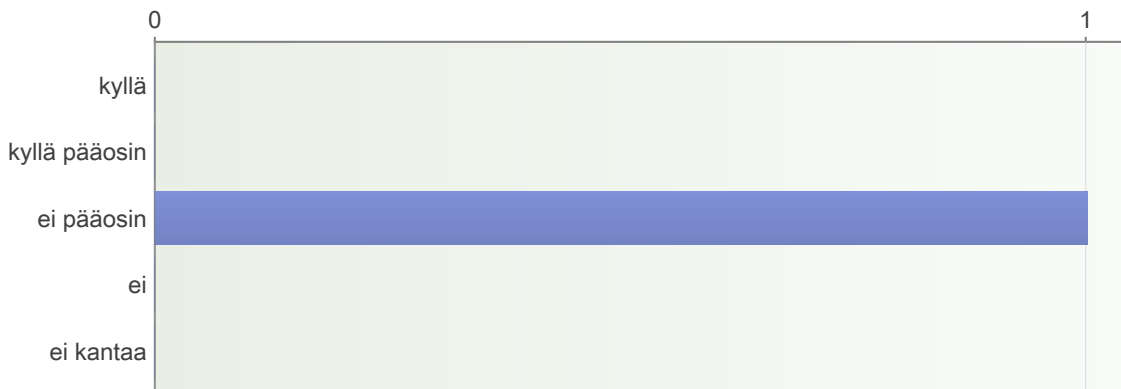 0 1
kyllä
kyllä pääosin
ei pääosin
ei
ei kantaa